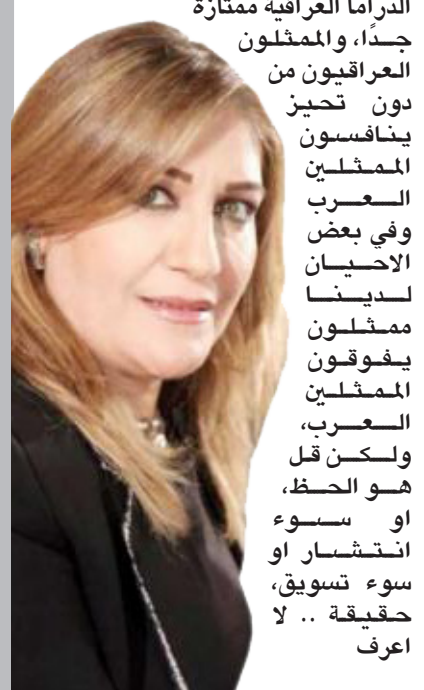 الدراما العراقية ممتازة
جدًا، والممثلون
العراقيون من
دون تحيز
ينافسون
الممثلين
العرب
وفي بعض
الاحيان
لدينا
ممثلون
يفوقون
الممثلين
العرب،
ولكن قل
هو الحظ،
او سوء
انتشار او
سوء تسويق،
حقيقة .. لا
اعرف